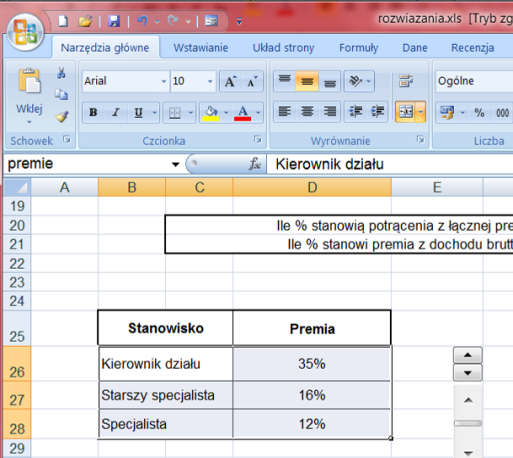 rozwiazania.xls [Tryb zg
Narzędzia główne Wstawianie Układ strony Formuły Dane Recenzja
Arial 10 A A Ogólne
Wklej B I U A % 000
Schowek Czcionka Wyrównanie Liczba
premie fx Kierownik działu
A B C D E
19
20 Ile % stanowią potrącenia z łącznej pre
21 Ile % stanowi premia z dochodu brutt
22
23
24
25 Stanowisko Premia
26 Kierownik działu 35%
27 Starszy specjalista 16%
28 Specjalista 12%
29